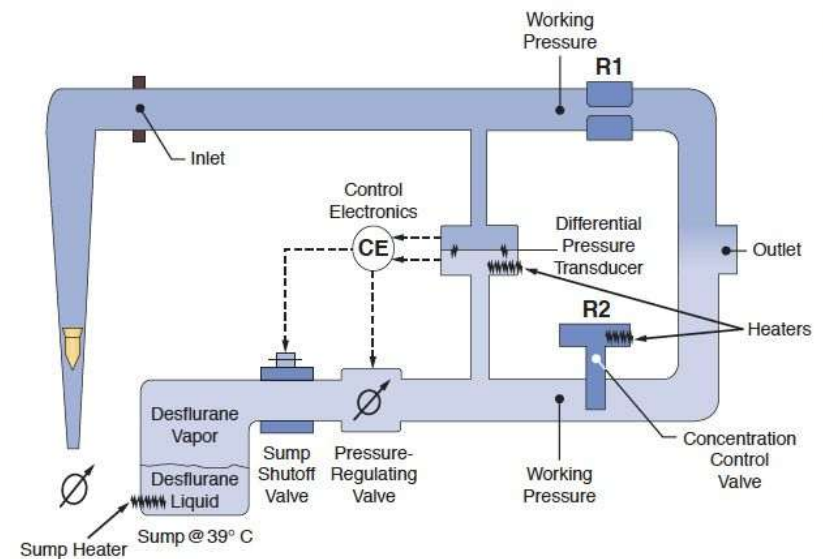 Working
Pressure
R1
Inlet
Control
Electronics
CE
Differential
Pressure
Transducer
Outlet
R2
Heaters
Desflurane
Vapor
Desflurane
Liquid
Sump
Shutoff
Valve
Pressure-
Regulating
Valve
Working
Pressure
Concentration
Control
Valve
Sump @ 39° C
Sump Heater